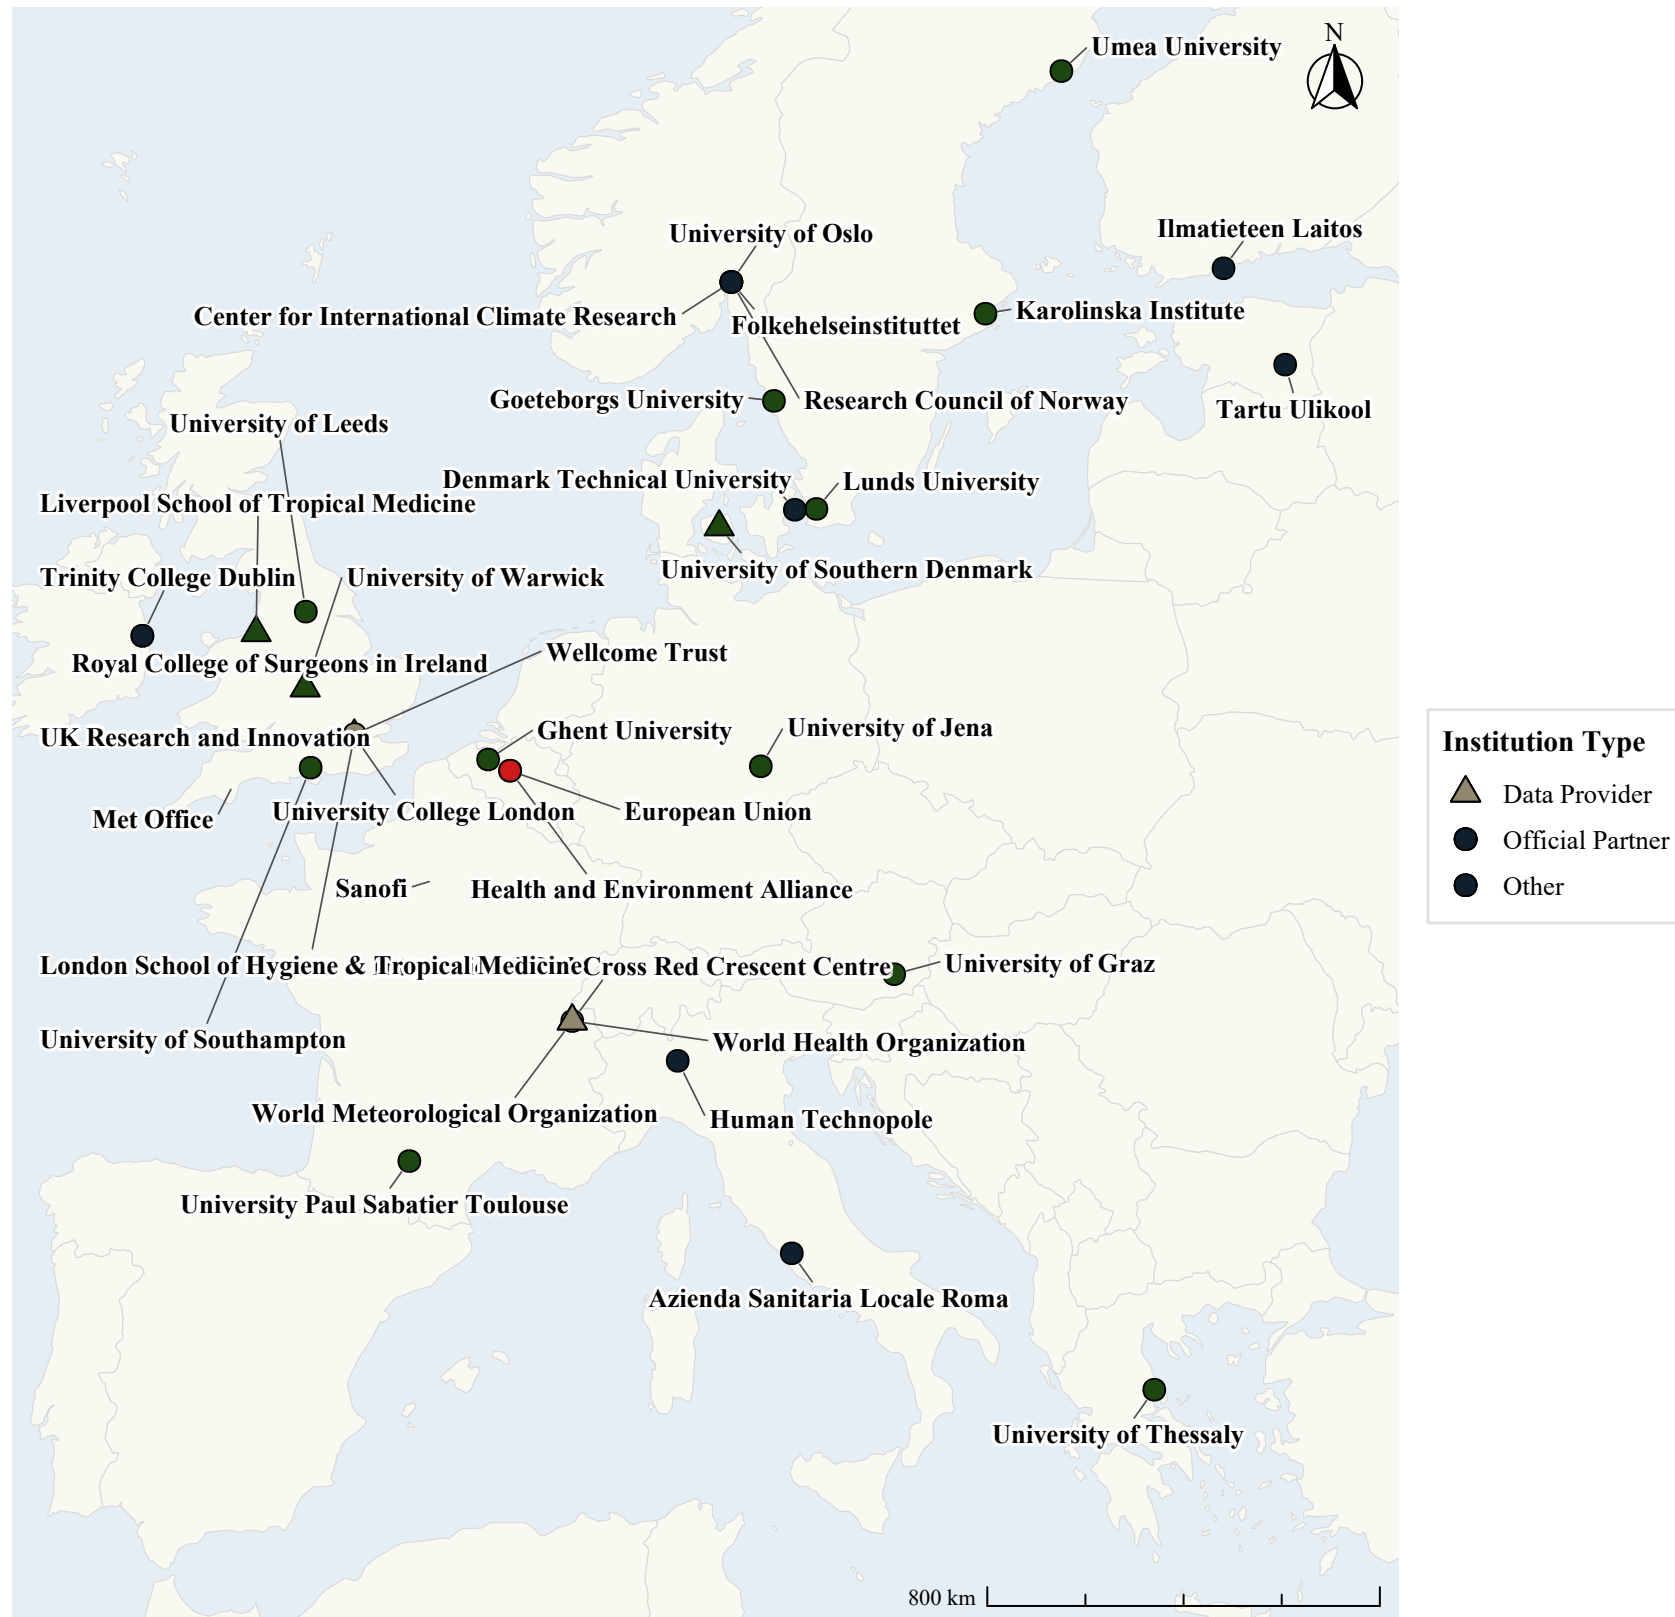 N
Umea University
Ilmatieteen Laitos
University of Oslo
Center for International Climate Research
Folkehelseinstituttet
Karolinska Institute
Goeteborgs University
Research Council of Norway
Tartu Ulikool
University of Leeds
Denmark Technical University
Lunds University
Liverpool School of Tropical Medicine
University of Southern Denmark
Trinity College Dublin
University of Warwick
Royal College of Surgeons in Ireland
Wellcome Trust
UK Research and Innovation
Ghent University
University of Jena
Met Office
University College London
European Union
Sanofi
Health and Environment Alliance
London School of Hygiene & Tropical Medicine
Cross Red Crescent Centre
University of Graz
University of Southampton
World Health Organization
World Meteorological Organization
Human Technopole
University Paul Sabatier Toulouse
Azienda Sanitaria Locale Roma
University of Thessaly
800 km
Institution Type
Data Provider
Official Partner
Other